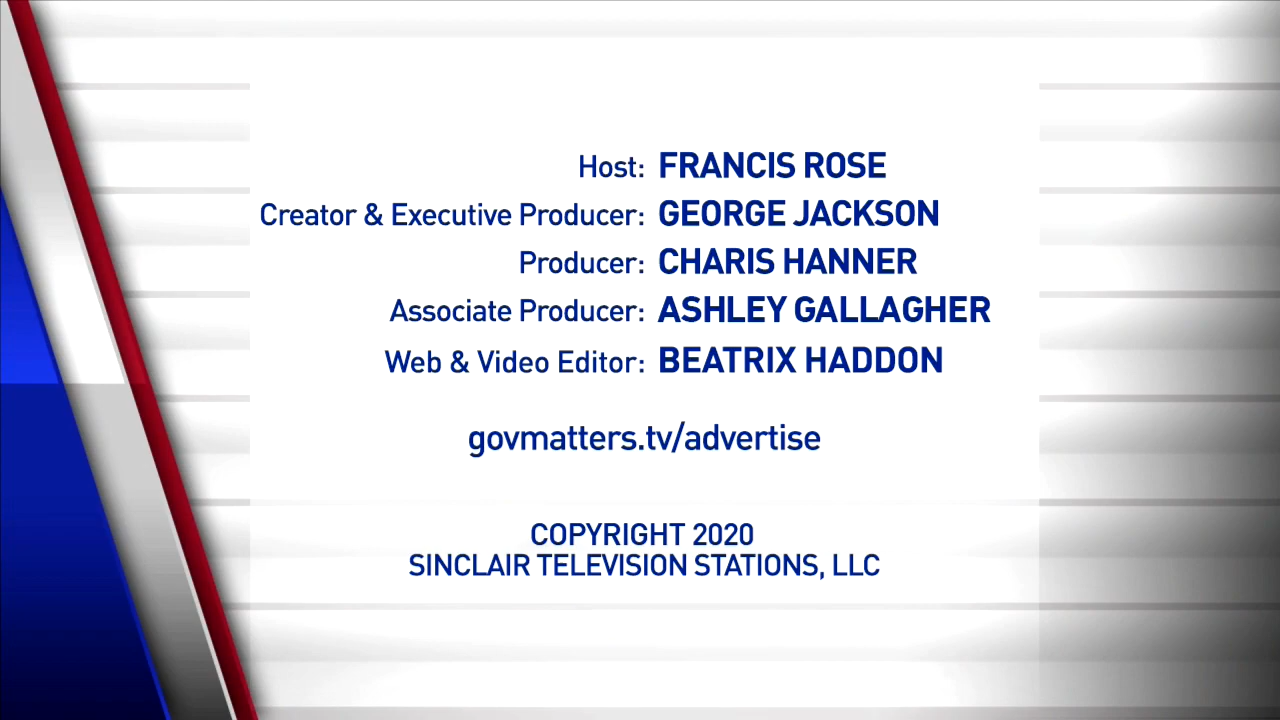 Host: FRANCIS ROSE
Creator & Executive Producer: GEORGE JACKSON
Producer: CHARIS HANNER
Associate Producer: ASHLEY GALLAGHER
Web & Video Editor: BEATRIX HADDON
govmatters.tv/advertise
COPYRIGHT 2020
SINCLAIR TELEVISION STATIONS, LLC